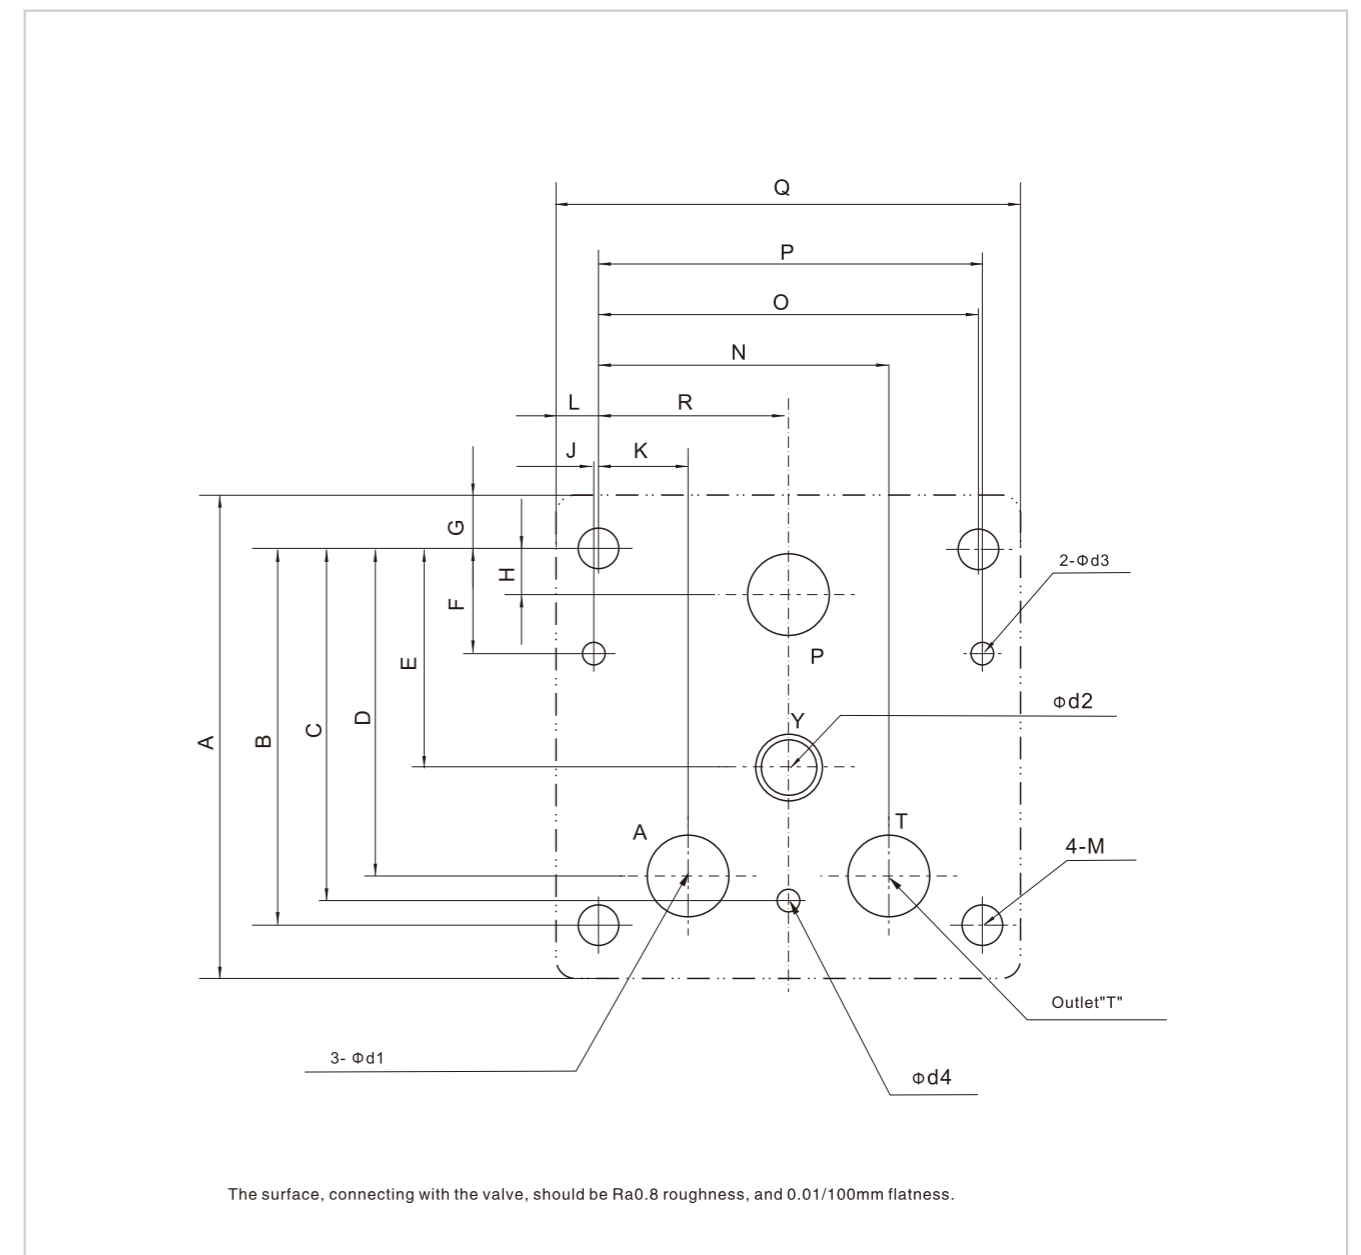 Q
P
O
N
L R
J K
G
H
F
2-Φd3
E
P
Φd2
Y
D
C
B
A
A
T
4-M
Outlet"T"
3- Φd1
Φd4
The surface, connecting with the valve, should be Ra0.8 roughness, and 0.01/100mm flatness.